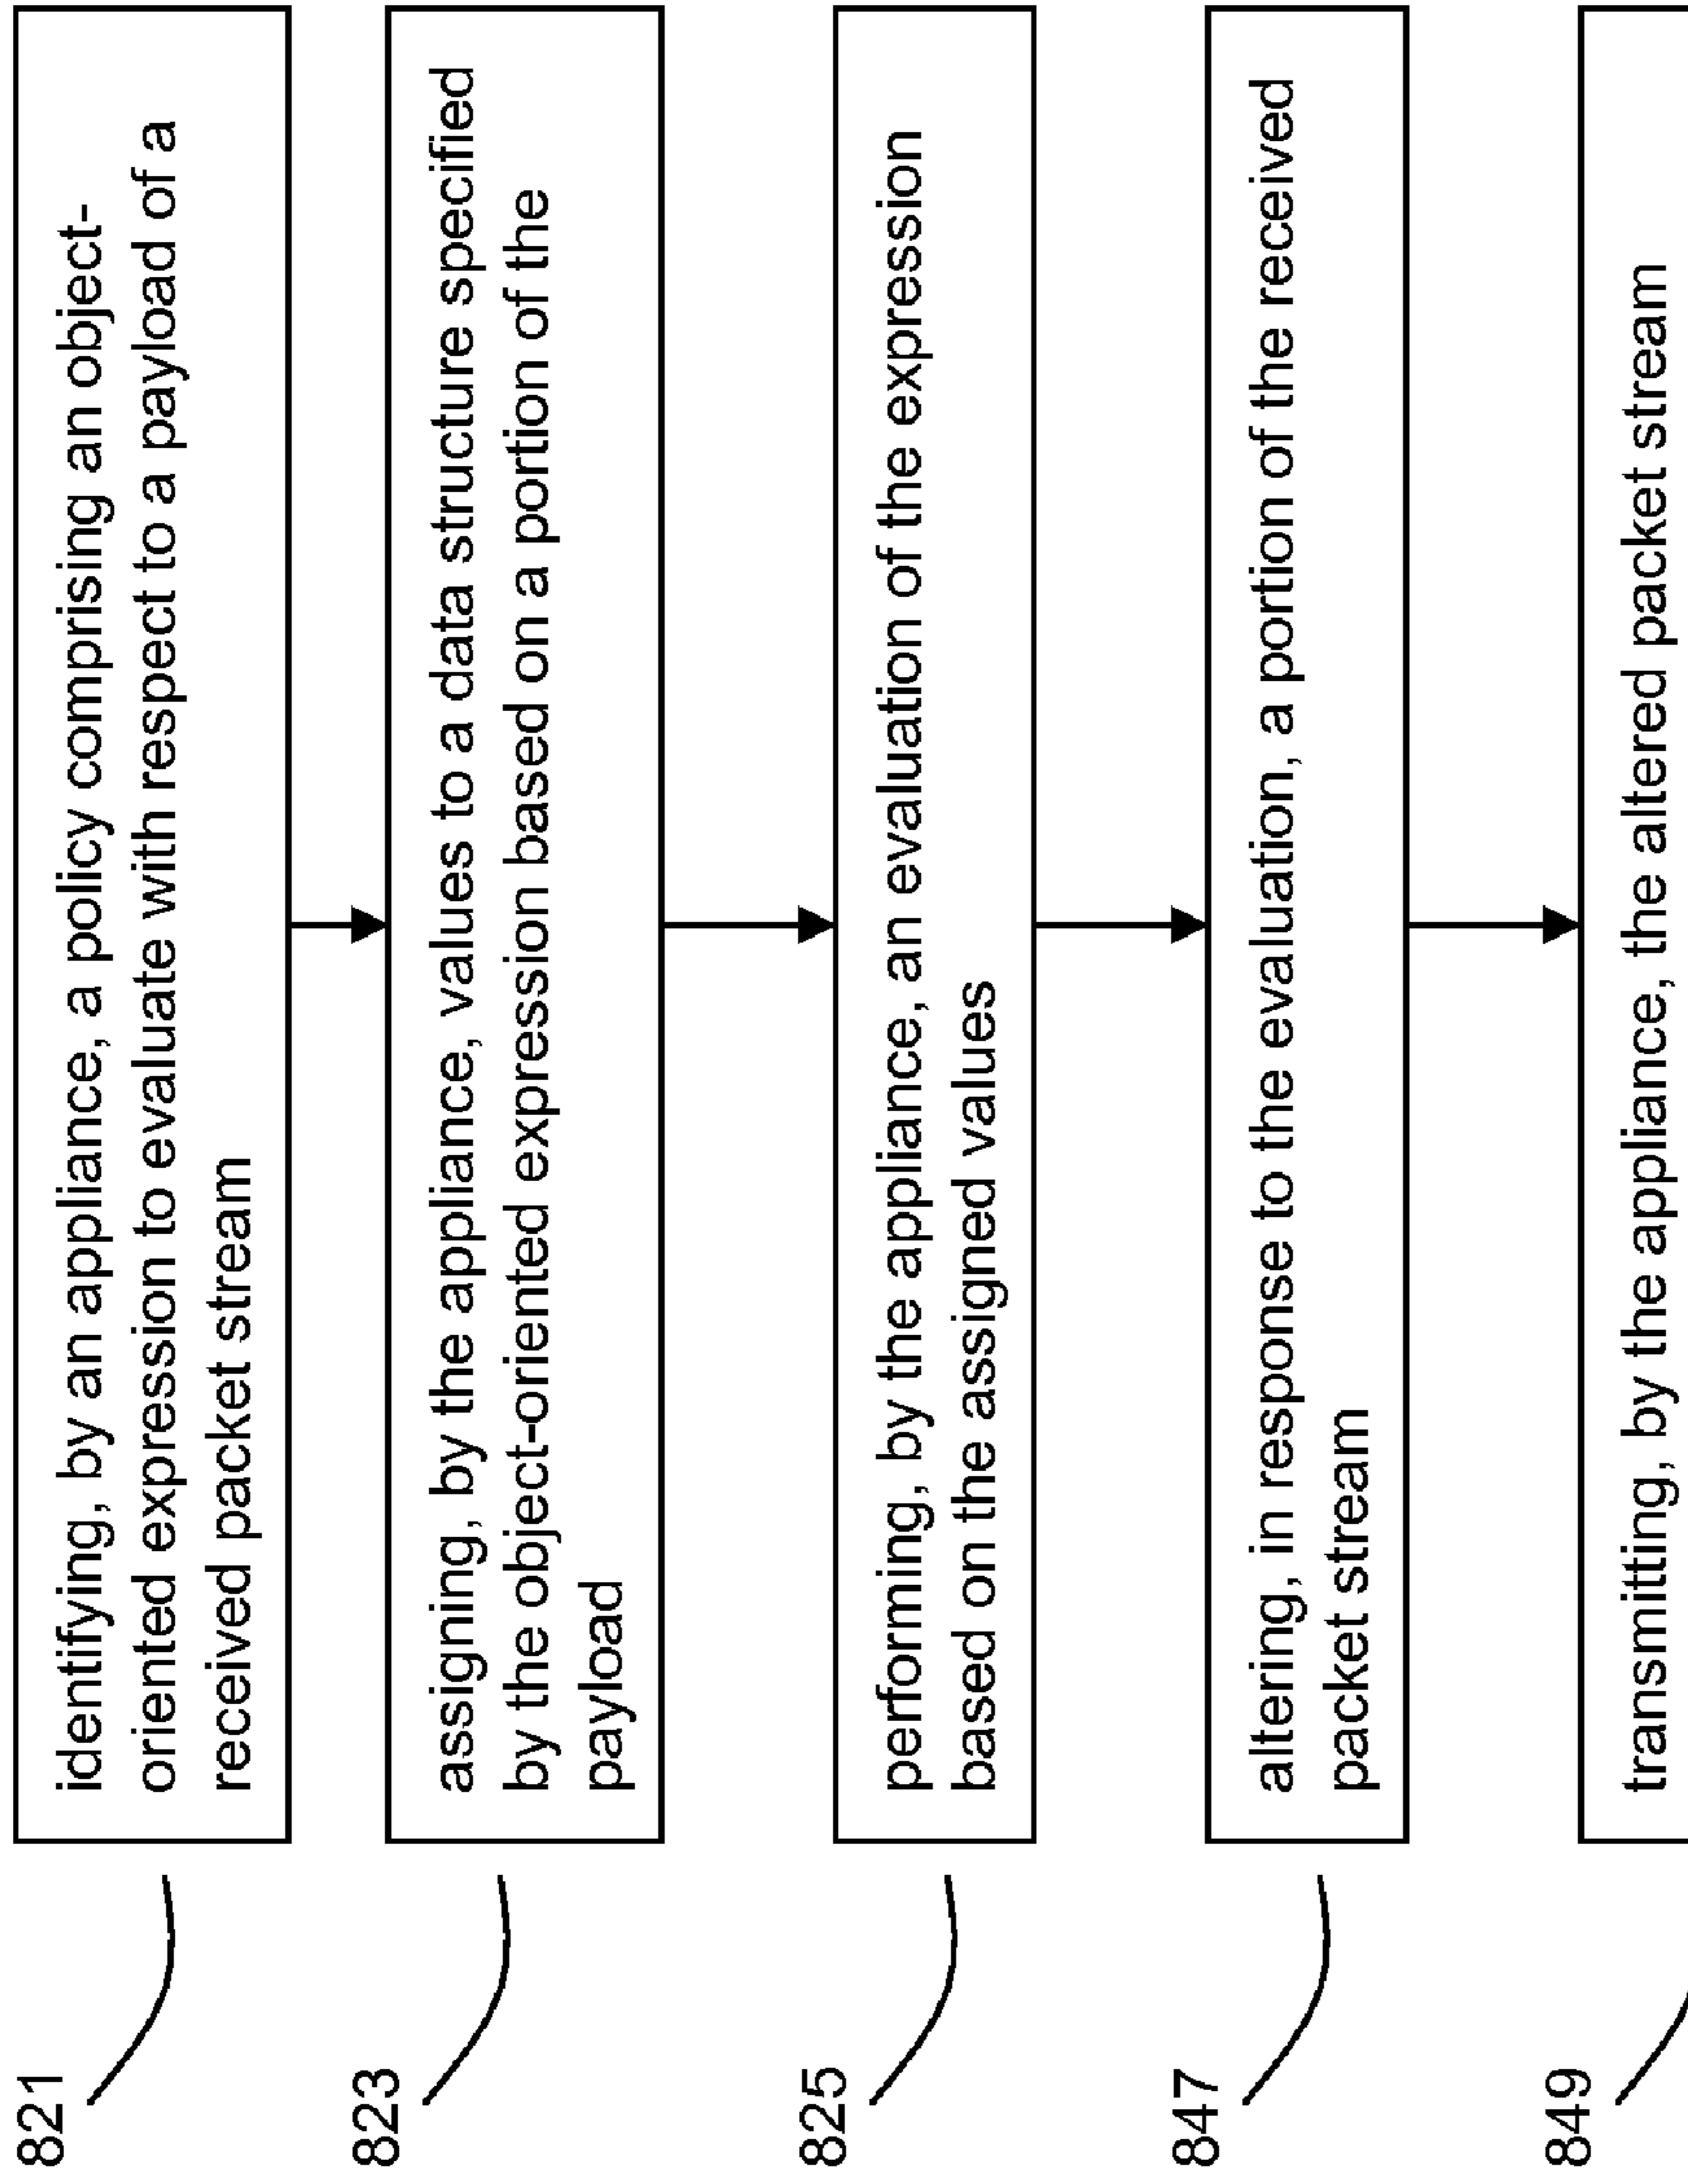 821
identifying, by an appliance, a policy comprising an object-
oriented expression to evaluate with respect to a payload of a
received packet stream
823
assigning, by the appliance, values to a data structure specified
by the object-oriented expression based on a portion of the
payload
825
performing, by the appliance, an evaluation of the expression
based on the assigned values
847
altering, in response to the evaluation, a portion of the received
packet stream
849
transmitting, by the appliance, the altered packet stream